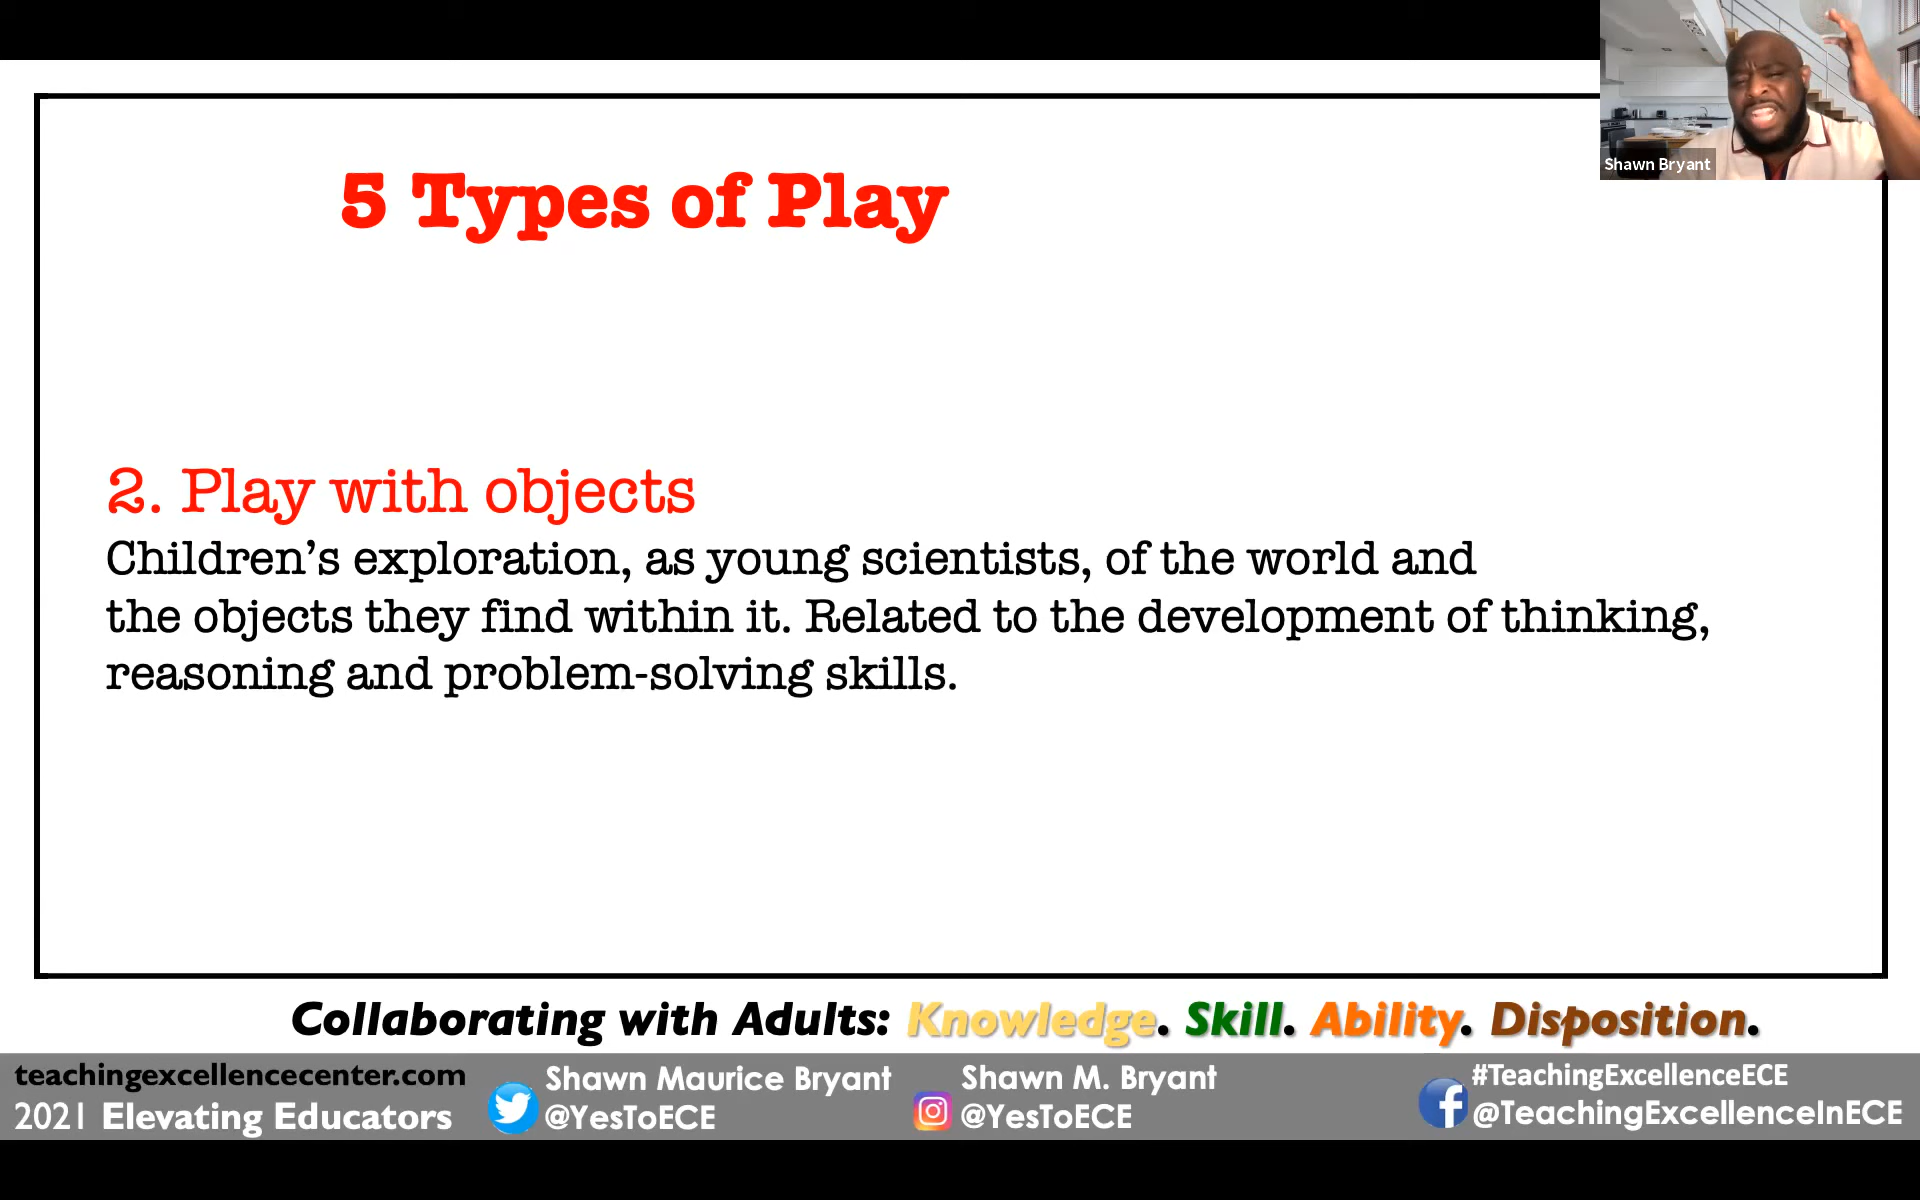 Shawn Bryant
5 Types of Play
2. Play with objects
Children’s exploration, as young scientists, of the world and
the objects they find within it. Related to the development of thinking,
reasoning and problem-solving skills.
Collaborating with Adults: Knowledge. Skill. Ability. Disposition.
teachingexcellencecenter.com
2021 Elevating Educators
Shawn Maurice Bryant
@YesToECE
Shawn M. Bryant
@YesToECE
#TeachingExcellenceECE
@TeachingExcellenceInECE